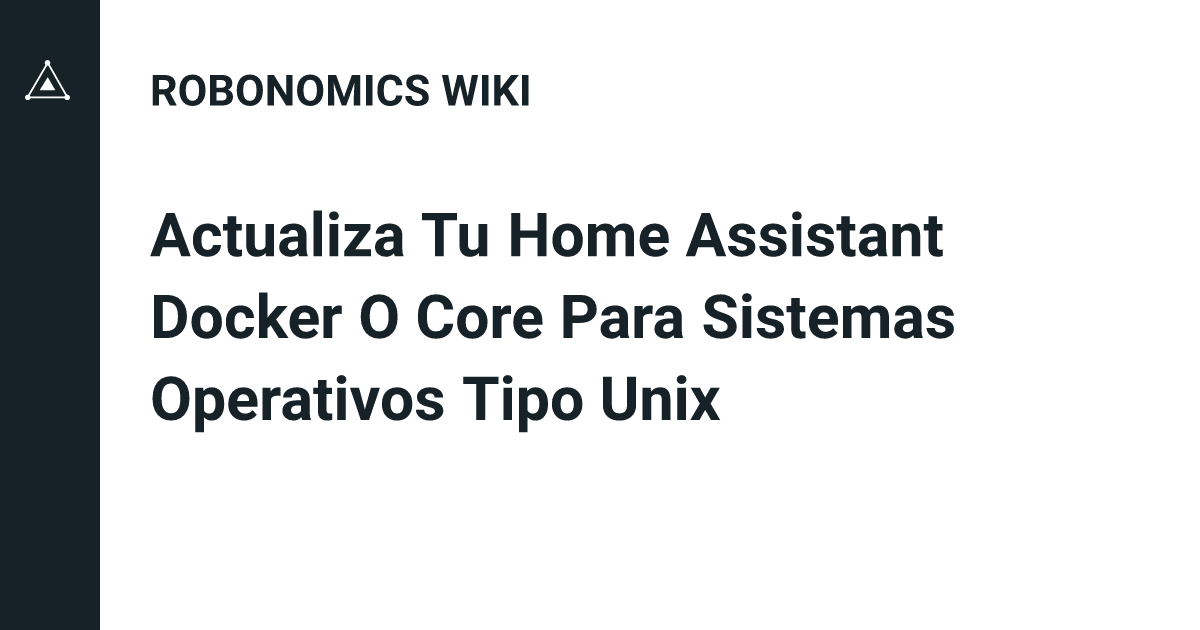 ROBONOMICS WIKI
Actualiza Tu Home Assistant
Docker O Core Para Sistemas
Operativos Tipo Unix